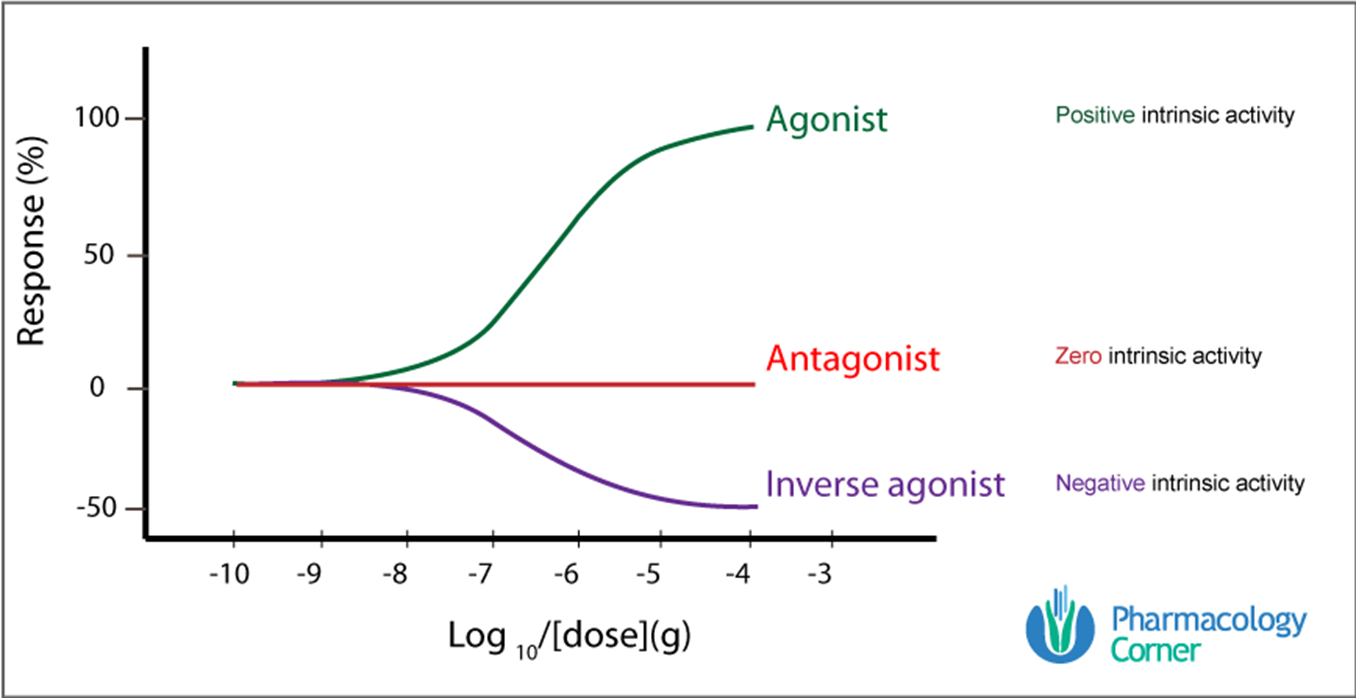 Response (%)
100
50
0
-50
Agonist
Positive intrinsic activity
Antagonist
Zero intrinsic activity
Inverse agonist
Negative intrinsic activity
-10 -9 -8 -7 -6 -5 -4 -3
Log 10/[dose](g)
Pharmacology
Corner